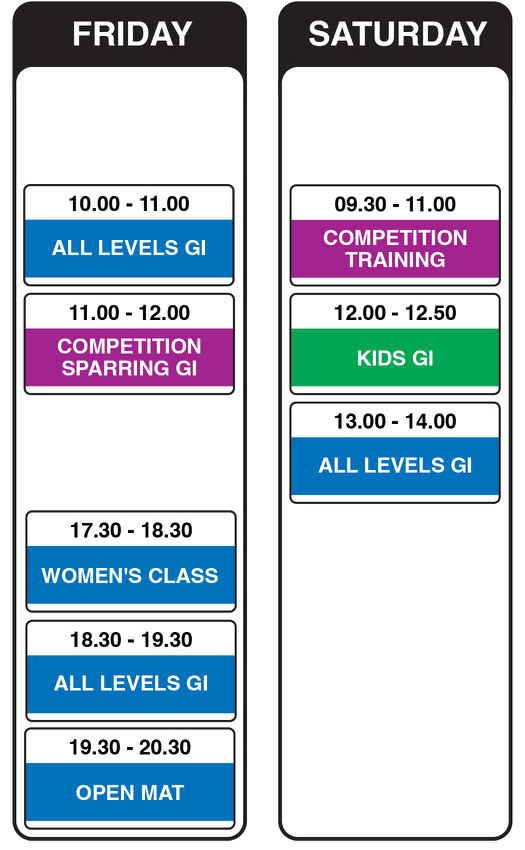 FRIDAY
10.00 - 11.00
ALL LEVELS GI
11.00 - 12.00
COMPETITION
SPARRING GI
17.30 - 18.30
WOMEN'S CLASS
18.30 - 19.30
ALL LEVELS GI
19.30 - 20.30
OPEN MAT
SATURDAY
09.30 - 11.00
COMPETITION
TRAINING
12.00 - 12.50
KIDS GI
13.00 - 14.00
ALL LEVELS GI